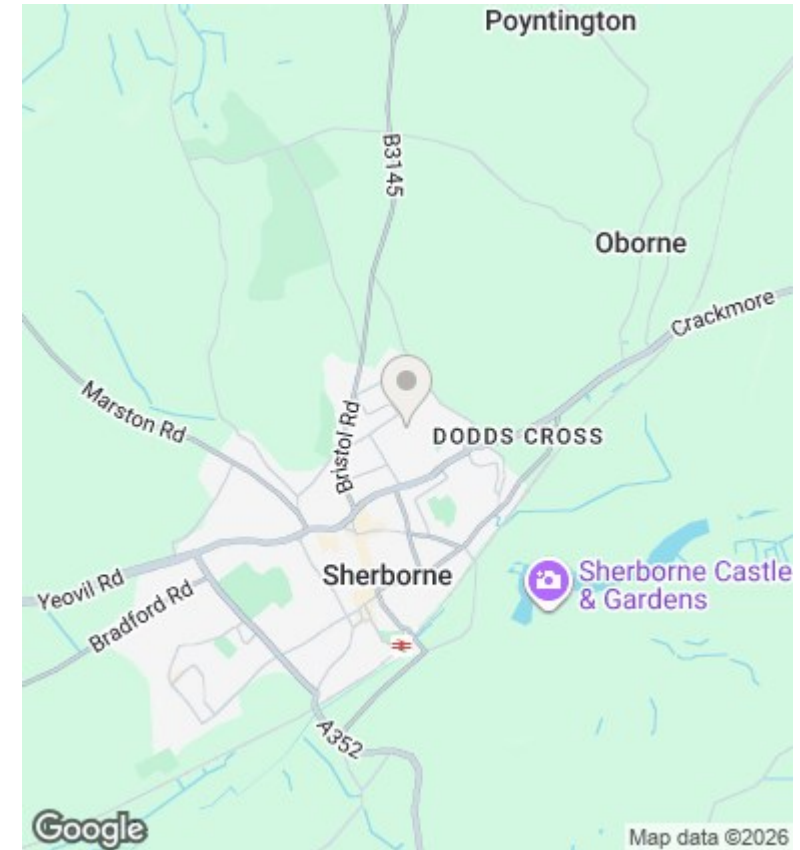 Poyntington
B3145
Oborne
Crackmore
Marston Rd
Bristol Rd
DODDS CROSS
Sherborne
Sherborne Castle
& Gardens
Yeovil Rd
Bradford Rd
A352
Google
Map data ©2026